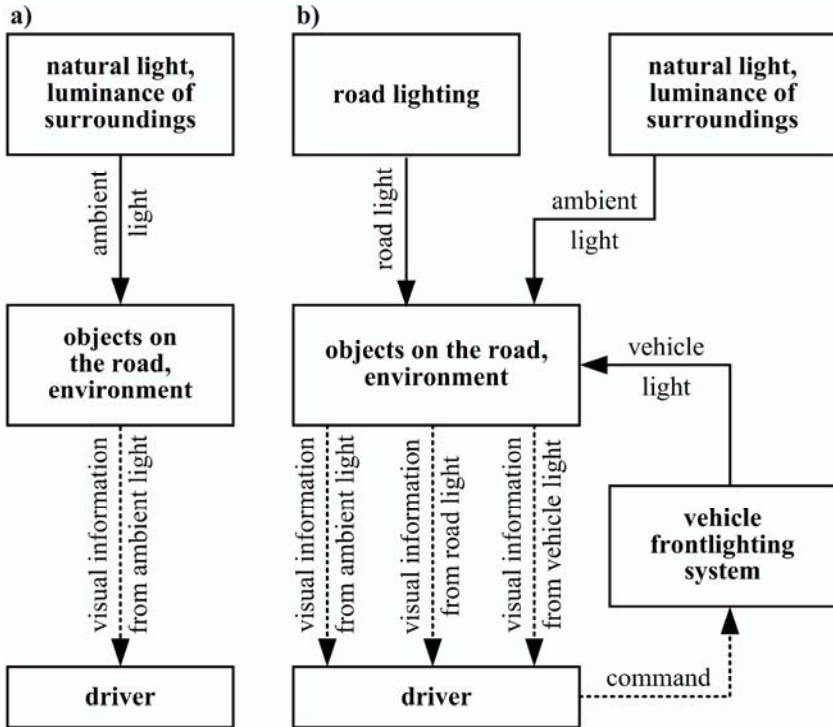 a)
natural light,
luminance of
surroundings
ambient
light
objects on
the road,
environment
visual information
from ambient light
driver
b)
road lighting
natural light,
luminance of
surroundings
road light
ambient
light
objects on the road,
environment
vehicle
light
visual information
from ambient light
visual information
from road light
visual information
from vehicle light
vehicle
frontlighting
system
driver
command